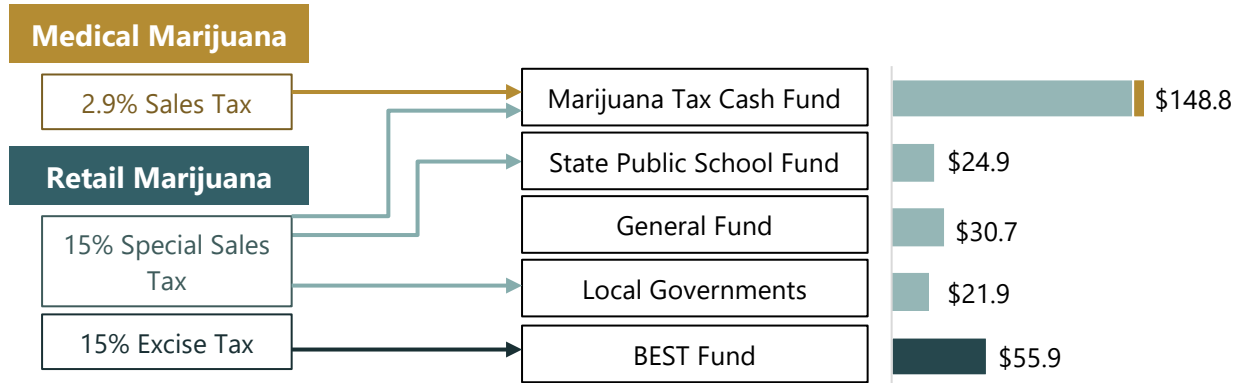 Medical Marijuana
2.9% Sales Tax
Retail Marijuana
15% Special Sales
Tax
15% Excise Tax
Marijuana Tax Cash Fund
State Public School Fund
General Fund
Local Governments
BEST Fund
$148.8
$24.9
$30.7
$21.9
$55.9